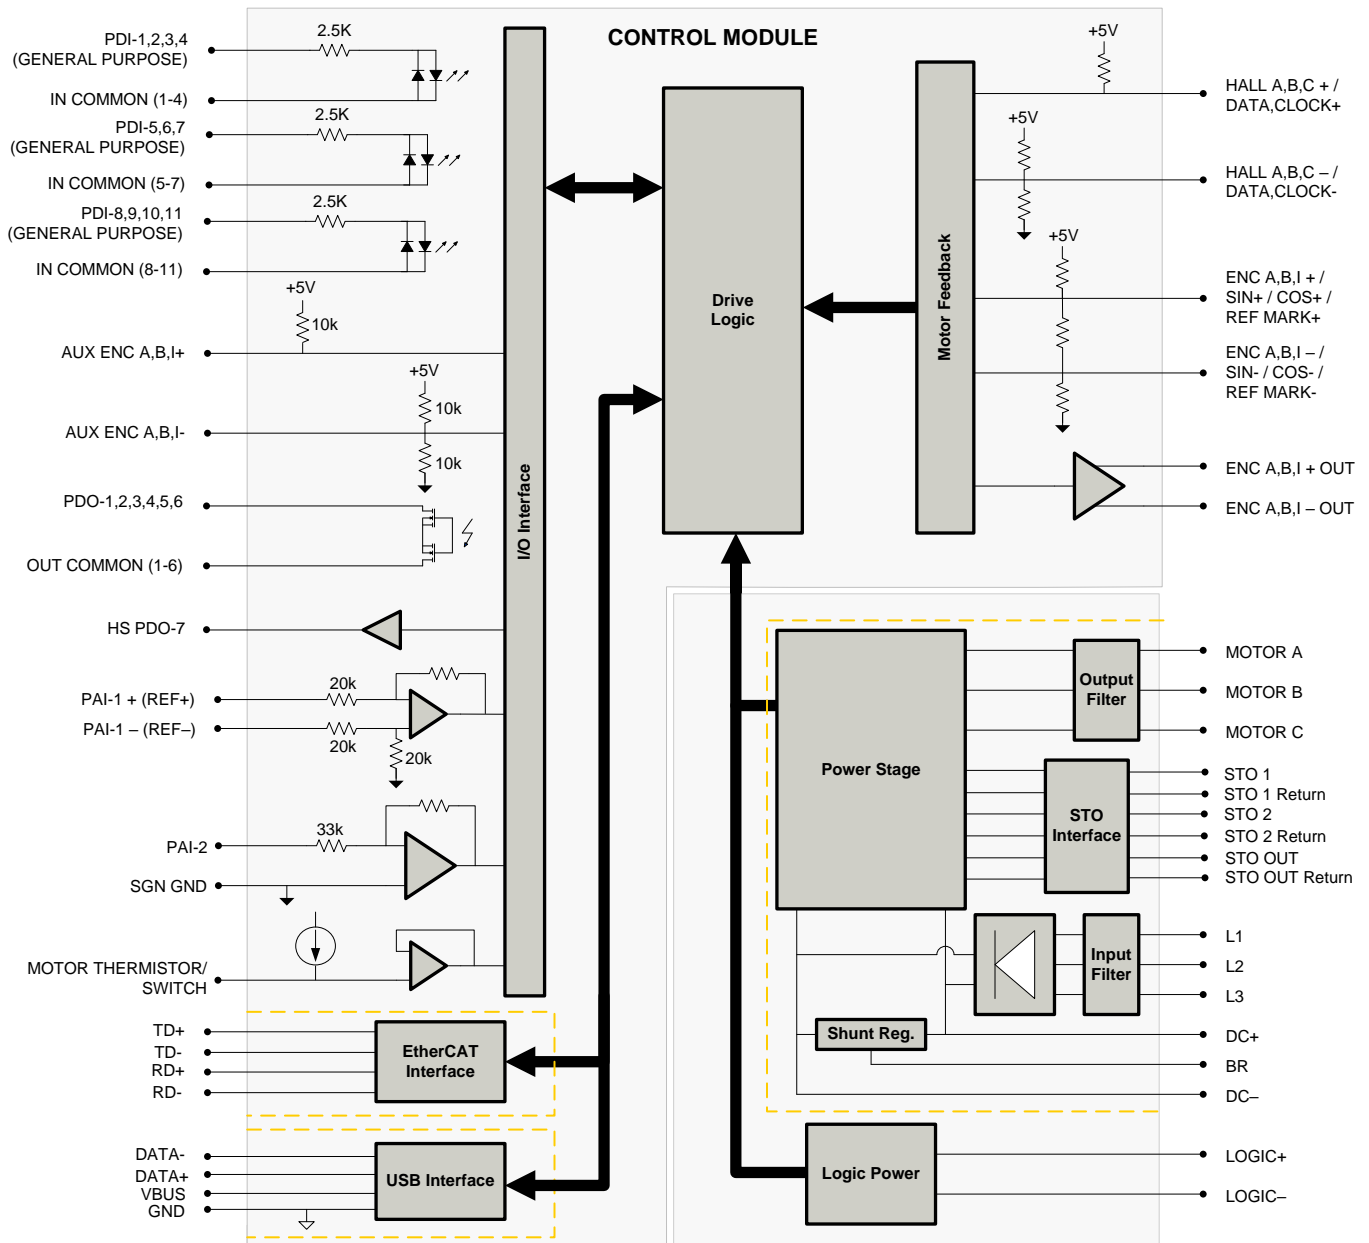 CONTROL MODULE
PDI-1,2,3,4
(GENERAL PURPOSE)
2.5K
IN COMMON (1-4)
PDI-5,6,7
(GENERAL PURPOSE)
2.5K
IN COMMON (5-7)
PDI-8,9,10,11
(GENERAL PURPOSE)
2.5K
IN COMMON (8-11)
+5V
10k
AUX ENC A,B,I+
+5V
10k
AUX ENC A,B,I-
10k
PDO-1,2,3,4,5,6
OUT COMMON (1-6)
HS PDO-7
PAI-1 + (REF+)
20k
PAI-1 – (REF–)
20k
20k
PAI-2
33k
SGN GND
MOTOR THERMISTOR/
SWITCH
I/O Interface
TD+
TD-
RD+
RD-
EtherCAT
Interface
DATA-
DATA+
VBUS
GND
USB Interface
Drive
Logic
Motor Feedback
+5V
HALL A,B,C + /
DATA,CLOCK+
+5V
HALL A,B,C – /
DATA,CLOCK-
+5V
ENC A,B,I + /
SIN+ / COS+ /
REF MARK+
ENC A,B,I – /
SIN- / COS- /
REF MARK-
ENC A,B,I + OUT
ENC A,B,I – OUT
Power Stage
Output
Filter
MOTOR A
MOTOR B
MOTOR C
STO
Interface
STO 1
STO 1 Return
STO 2
STO 2 Return
STO OUT
STO OUT Return
Input
Filter
L1
L2
L3
Shunt Reg.
DC+
BR
DC–
Logic Power
LOGIC+
LOGIC–